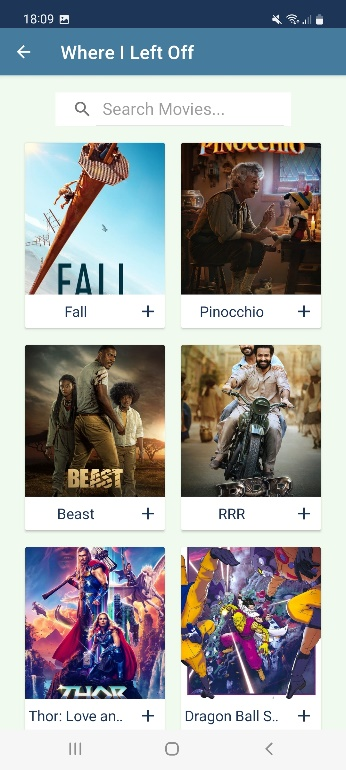 18:09
Where I Left Off
Search Movies...
FALL
PINOCCHIO
Fall +
Pinocchio +
BEAST
Beast +
RRR +
THOR
Thor: Love an.. +
Dragon Ball S.. +